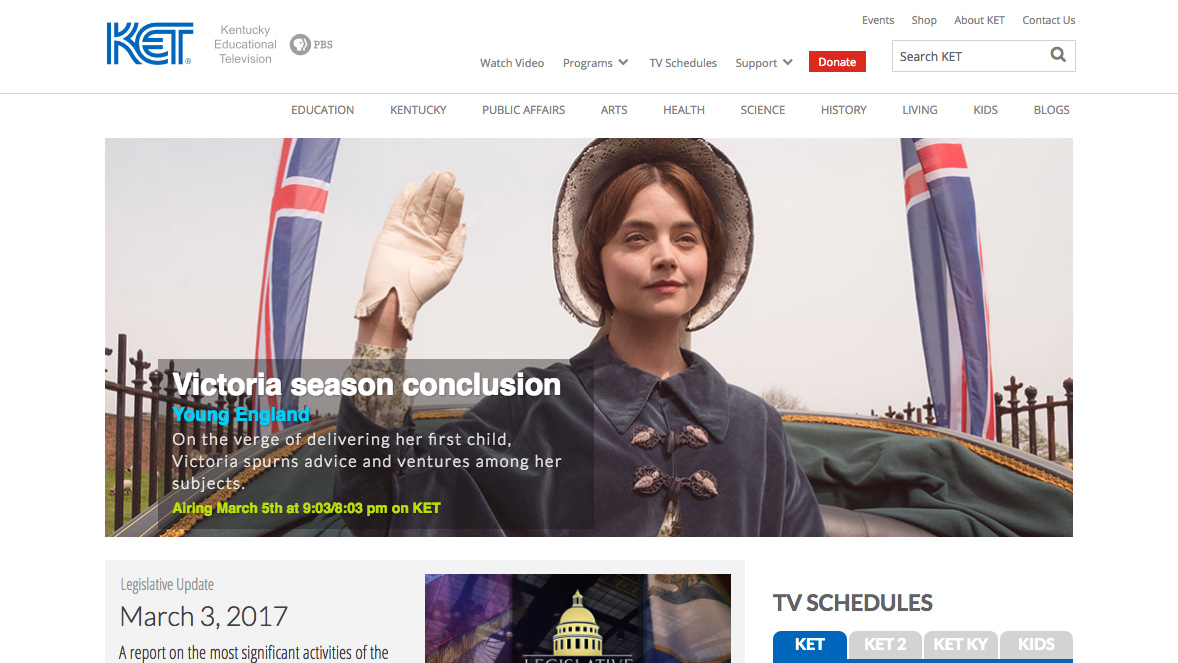 Events Shop About KET Contact Us
KET®
Kentucky
Educational
Television
PBS
Watch Video Programs TV Schedules Support Donate
Search KET
EDUCATION KENTUCKY PUBLIC AFFAIRS ARTS HEALTH SCIENCE HISTORY LIVING KIDS BLOGS
Victoria season conclusion
Young England
On the verge of delivering her first child,
Victoria spurns advice and ventures among her
subjects.
Airing March 5th at 9:03/8:03 pm on KET
Legislative Update
March 3, 2017
A report on the most significant activities of the
LEGISLATIVE
TV SCHEDULES
KET KET 2 KET KY KIDS